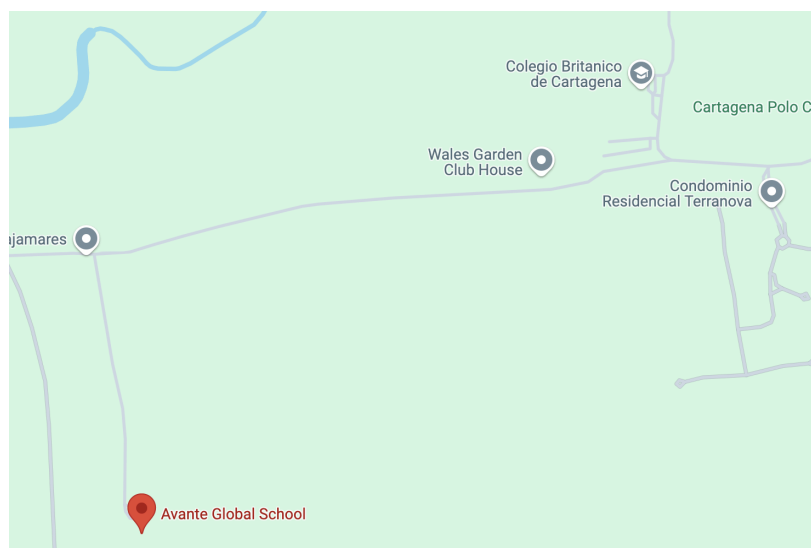 Colegio Britanico
de Cartagena
Cartagena Polo C
Wales Garden
Club House
Condominio
Residencial Terranova
ajamares
Avante Global School